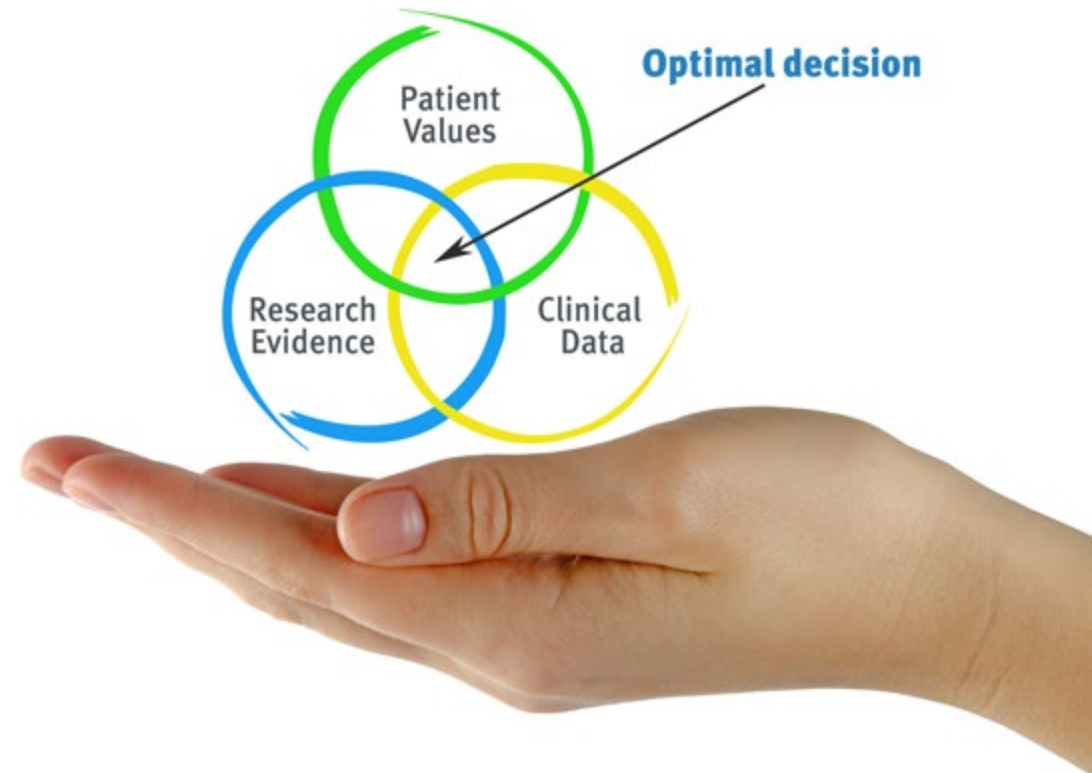 Optimal decision
Patient
Values
Research
Evidence
Clinical
Data